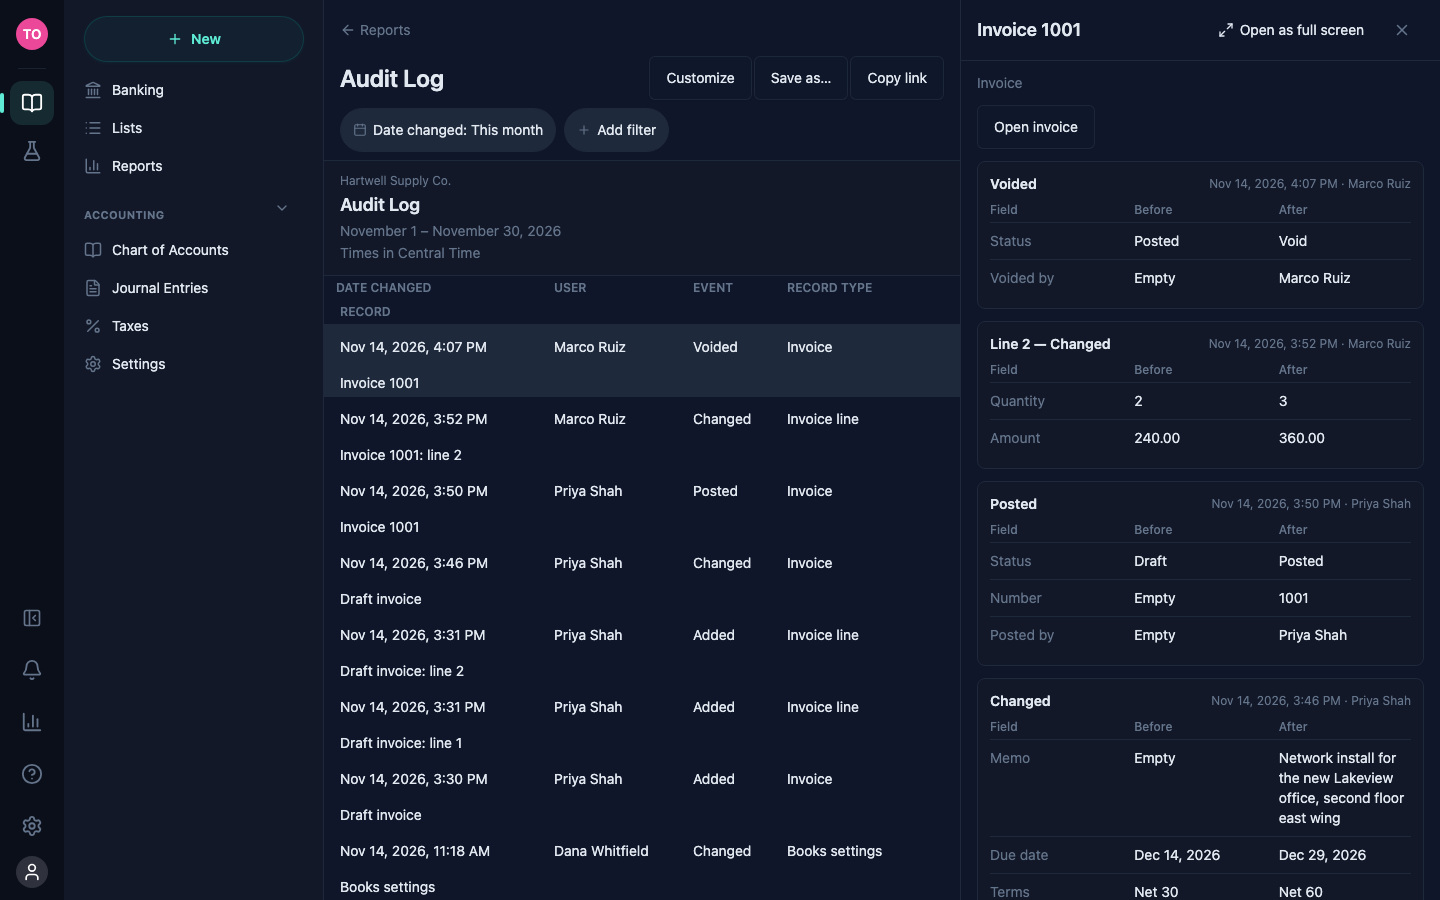 TO
New
Banking
Lists
Reports
ACCOUNTING
Chart of Accounts
Journal Entries
Taxes
Settings
Reports
Audit Log
Customize
Save as...
Copy link
Date changed: This month
Add filter
Hartwell Supply Co.
Audit Log
November 1 – November 30, 2026
Times in Central Time
DATE CHANGED USER EVENT RECORD TYPE
RECORD
Nov 14, 2026, 4:07 PM Marco Ruiz Voided Invoice
Invoice 1001
Nov 14, 2026, 3:52 PM Marco Ruiz Changed Invoice line
Invoice 1001: line 2
Nov 14, 2026, 3:50 PM Priya Shah Posted Invoice
Invoice 1001
Nov 14, 2026, 3:46 PM Priya Shah Changed Invoice
Draft invoice
Nov 14, 2026, 3:31 PM Priya Shah Added Invoice line
Draft invoice: line 2
Nov 14, 2026, 3:31 PM Priya Shah Added Invoice line
Draft invoice: line 1
Nov 14, 2026, 3:30 PM Priya Shah Added Invoice
Draft invoice
Nov 14, 2026, 11:18 AM Dana Whitfield Changed Books settings
Books settings
Invoice 1001
Open as full screen
Invoice
Open invoice
Voided Nov 14, 2026, 4:07 PM · Marco Ruiz
Field Before After
Status Posted Void
Voided by Empty Marco Ruiz
Line 2 — Changed Nov 14, 2026, 3:52 PM · Marco Ruiz
Field Before After
Quantity 2 3
Amount 240.00 360.00
Posted Nov 14, 2026, 3:50 PM · Priya Shah
Field Before After
Status Draft Posted
Number Empty 1001
Posted by Empty Priya Shah
Changed Nov 14, 2026, 3:46 PM · Priya Shah
Field Before After
Memo Empty Network install for
the new Lakeview
office, second floor
east wing
Due date Dec 14, 2026 Dec 29, 2026
Terms Net 30 Net 60